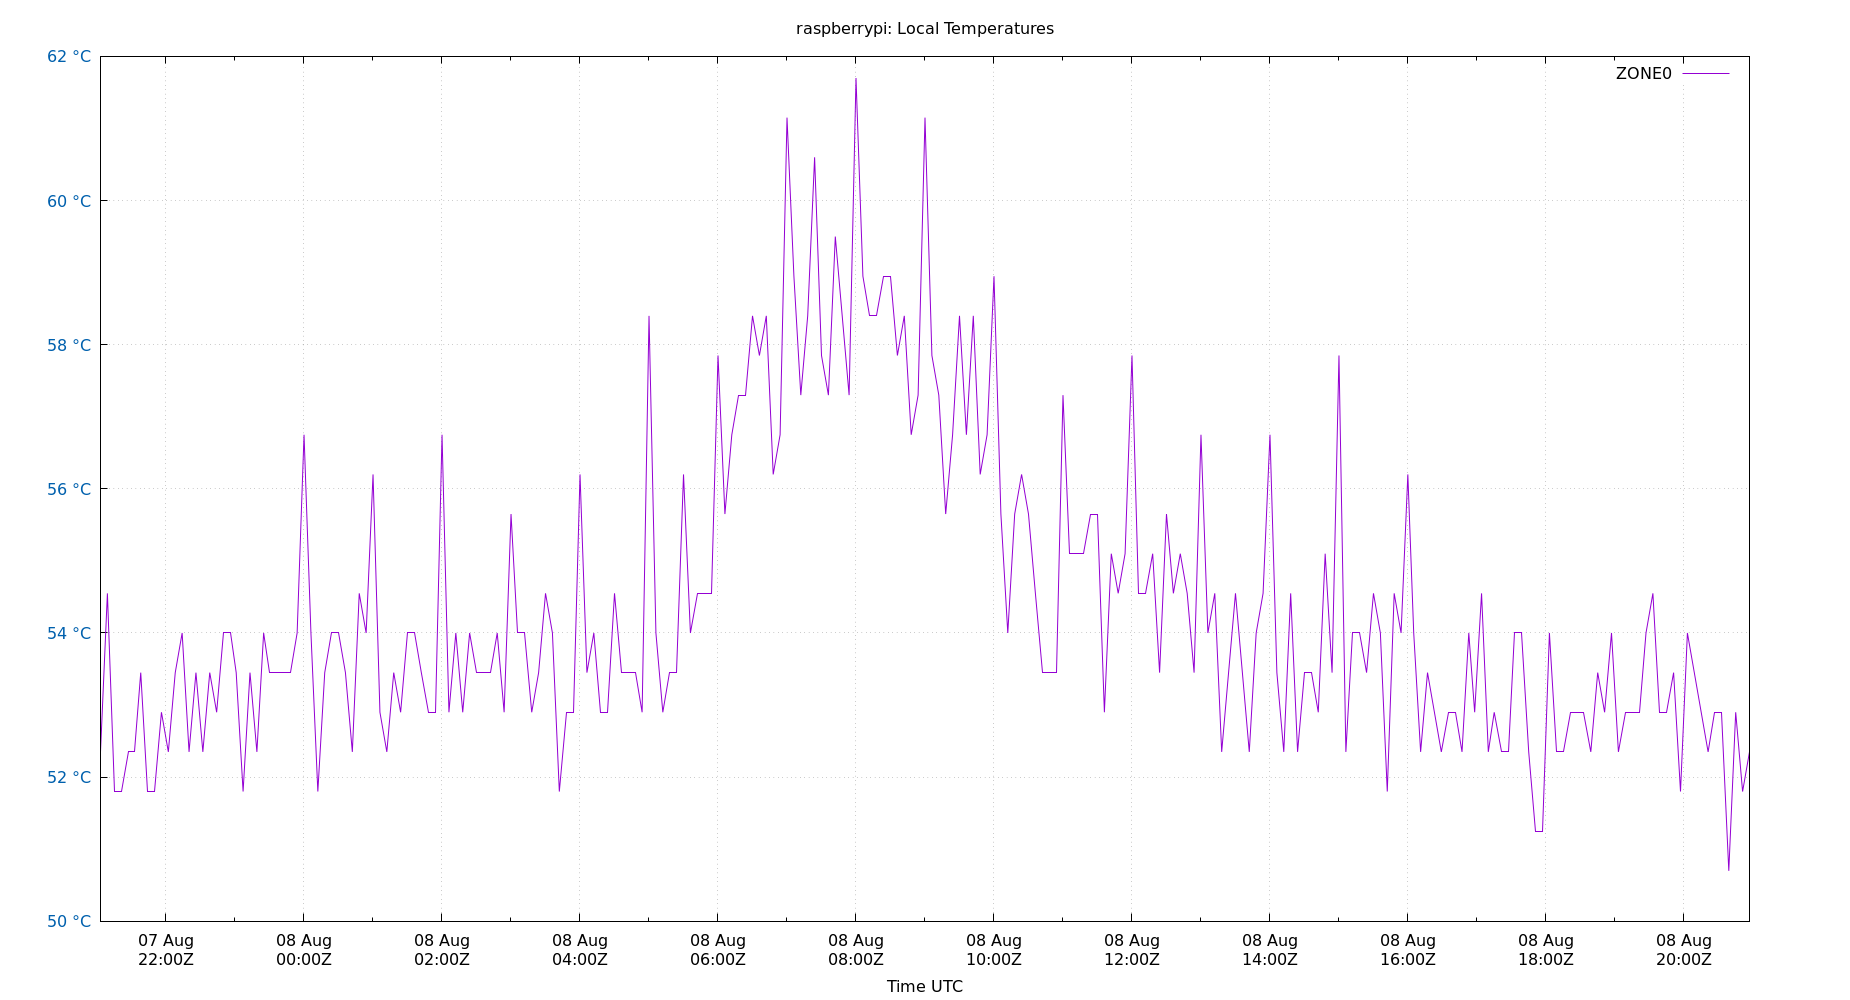 raspberrypi: Local Temperatures
62 °C
ZONE0
60 °C
58 °C
56 °C
54 °C
52 °C
50 °C
07 Aug 08 Aug 08 Aug 08 Aug 08 Aug 08 Aug 08 Aug 08 Aug 08 Aug 08 Aug 08 Aug 08 Aug
22:00Z 00:00Z 02:00Z 04:00Z 06:00Z 08:00Z 10:00Z 12:00Z 14:00Z 16:00Z 18:00Z 20:00Z
Time UTC